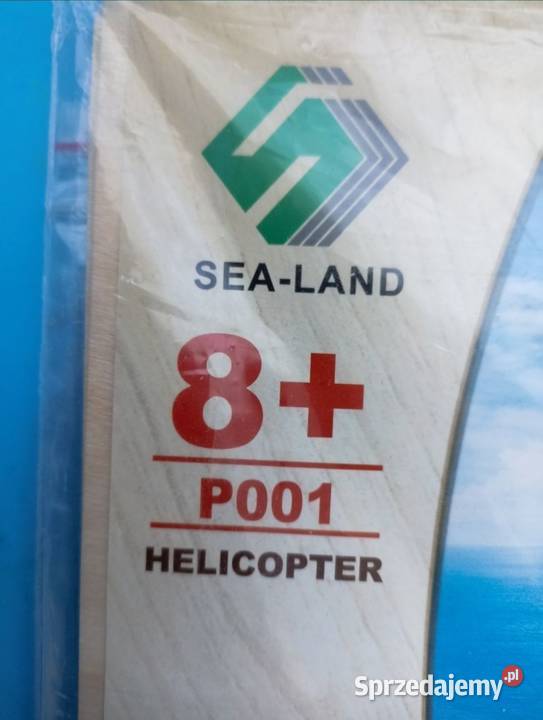 SEA-LAND
8+
P001
HELICOPTER
Sprzedajemy.pl